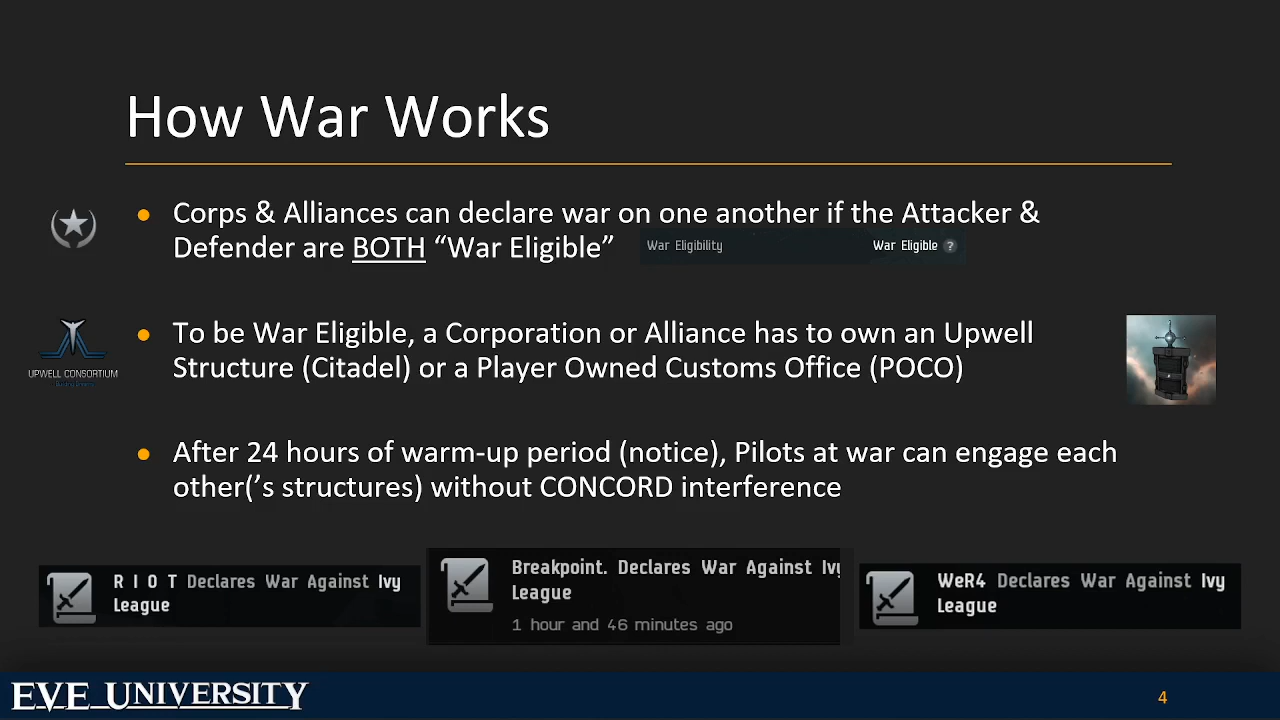 How War Works
● Corps & Alliances can declare war on one another if the Attacker &
Defender are BOTH “War Eligible”
War Eligibility War Eligible ?
● To be War Eligible, a Corporation or Alliance has to own an Upwell
Structure (Citadel) or a Player Owned Customs Office (POCO)
UPWELL CONSORTIUM
● After 24 hours of warm-up period (notice), Pilots at war can engage each
other(’s structures) without CONCORD interference
R I O T Declares War Against Ivy
League
Breakpoint. Declares War Against Ivy
League
1 hour and 46 minutes ago
WeR4 Declares War Against Ivy
League
EVE UNIVERSITY
4